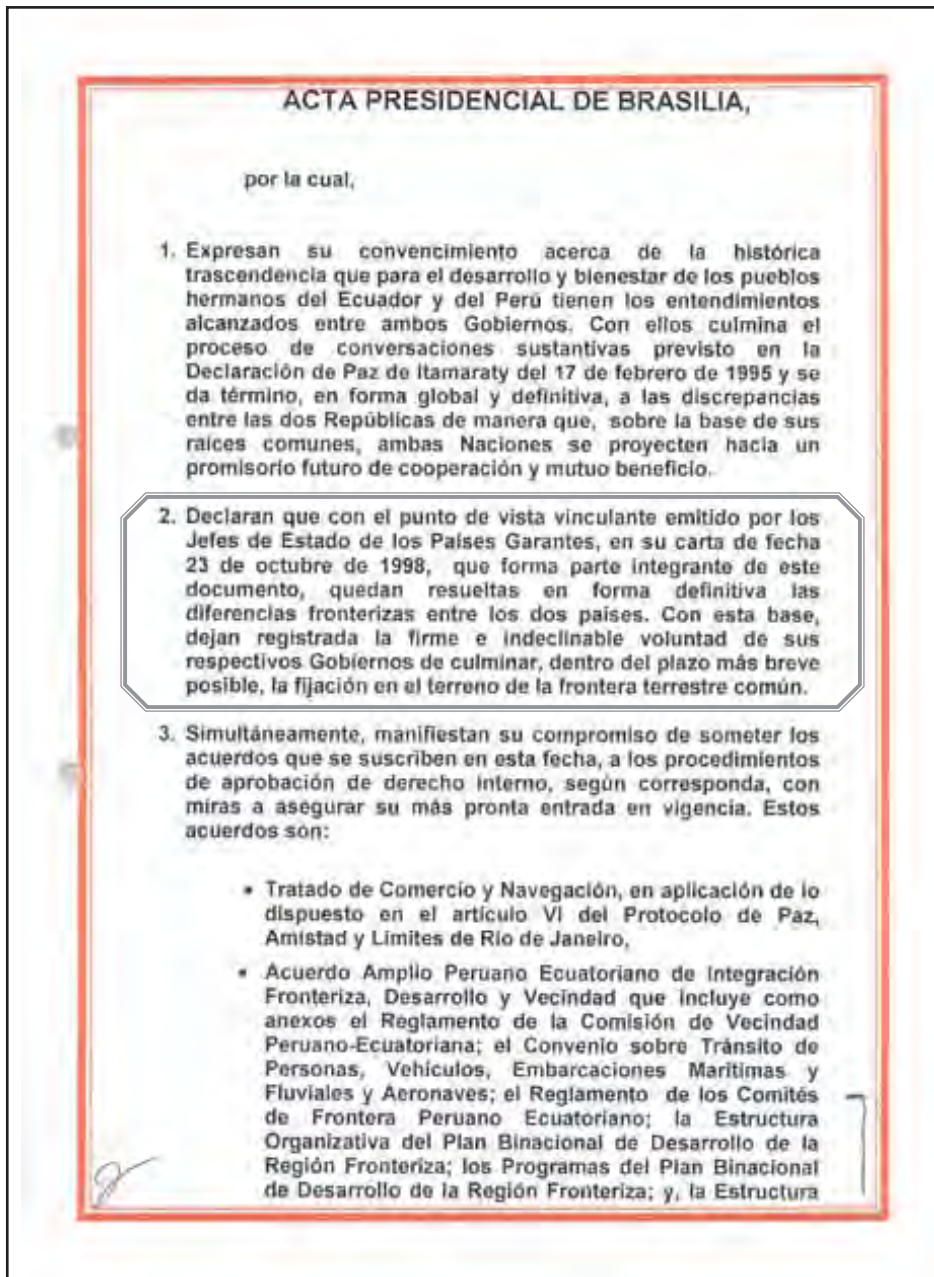 ACTA PRESIDENCIAL DE BRASILIA,
por la cual,
1. Expresan su convencimiento acerca de la histórica
trascendencia que para el desarrollo y bienestar de los pueblos
hermanos del Ecuador y del Perú tienen los entendimientos
alcanzados entre ambos Gobiernos. Con ellos culmina el
proceso de conversaciones sustantivas previsto en la
Declaración de Paz de Itamaraty del 17 de febrero de 1995 y se
da término, en forma global y definitiva, a las discrepancias
entre las dos Repúblicas de manera que, sobre la base de sus
raíces comunes, ambas Naciones se proyecten hacia un
promisorio futuro de cooperación y mutuo beneficio.
2. Declaran que con el punto de vista vinculante emitido por los
Jefes de Estado de los Países Garantes, en su carta de fecha
23 de octubre de 1998, que forma parte integrante de este
documento, quedan resueltas en forma definitiva las
diferencias fronterizas entre los dos países. Con esta base,
dejan registrada la firme e indeclinable voluntad de sus
respectivos Gobiernos de culminar, dentro del plazo más breve
posible, la fijación en el terreno de la frontera terrestre común.
3. Simultáneamente, manifiestan su compromiso de someter los
acuerdos que se suscriben en esta fecha, a los procedimientos
de aprobación de derecho interno, según corresponda, con
miras a asegurar su más pronta entrada en vigencia. Estos
acuerdos son:
• Tratado de Comercio y Navegación, en aplicación de lo
dispuesto en el artículo VI del Protocolo de Paz,
Amistad y Límites de Río de Janeiro,
• Acuerdo Amplio Peruano Ecuatoriano de Integración
Fronteriza, Desarrollo y Vecindad que incluye como
anexos el Reglamento de la Comisión de Vecindad
Peruano-Ecuatoriana; el Convenio sobre Tránsito de
Personas, Vehículos, Embarcaciones Marítimas y
Fluviales y Aeronaves; el Reglamento de los Comités
de Frontera Peruano Ecuatoriano; la Estructura
Organizativa del Plan Binacional de Desarrollo de la
Región Fronteriza; los Programas del Plan Binacional
de Desarrollo de la Región Fronteriza; y, la Estructura